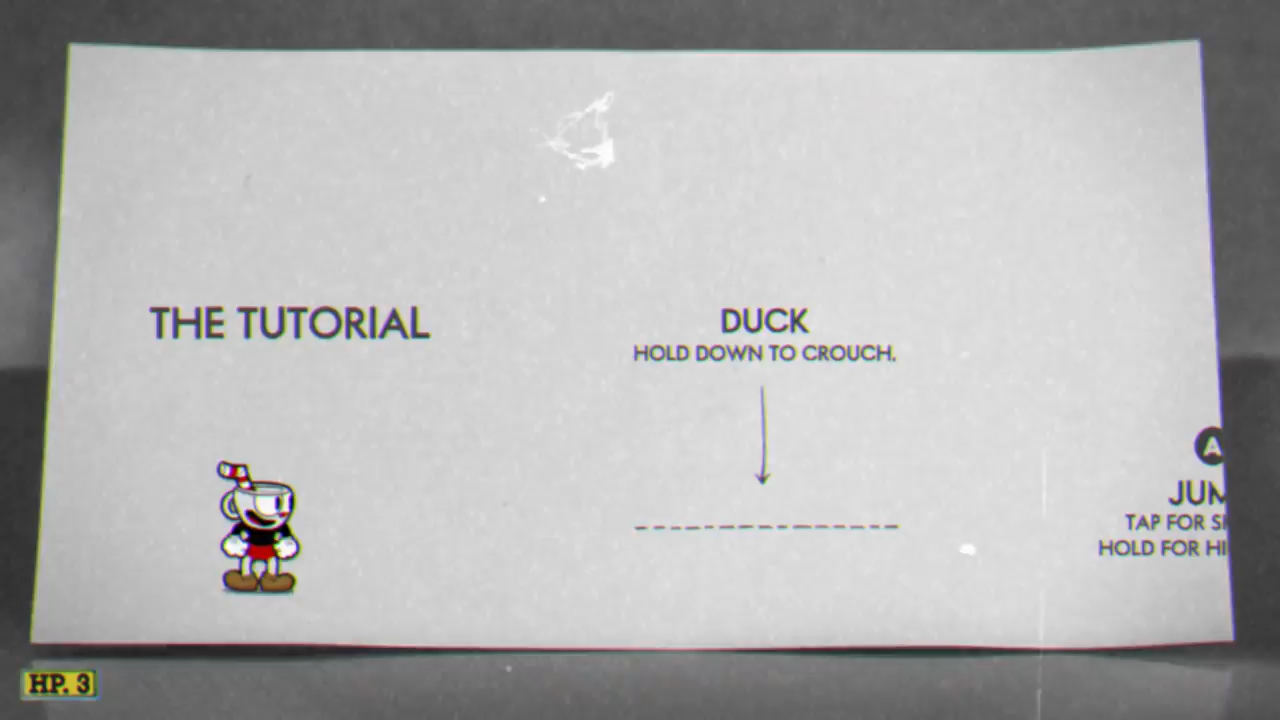 THE TUTORIAL
DUCK
HOLD DOWN TO CROUCH.
A
JUM
TAP FOR S
HOLD FOR HI
HP. 3